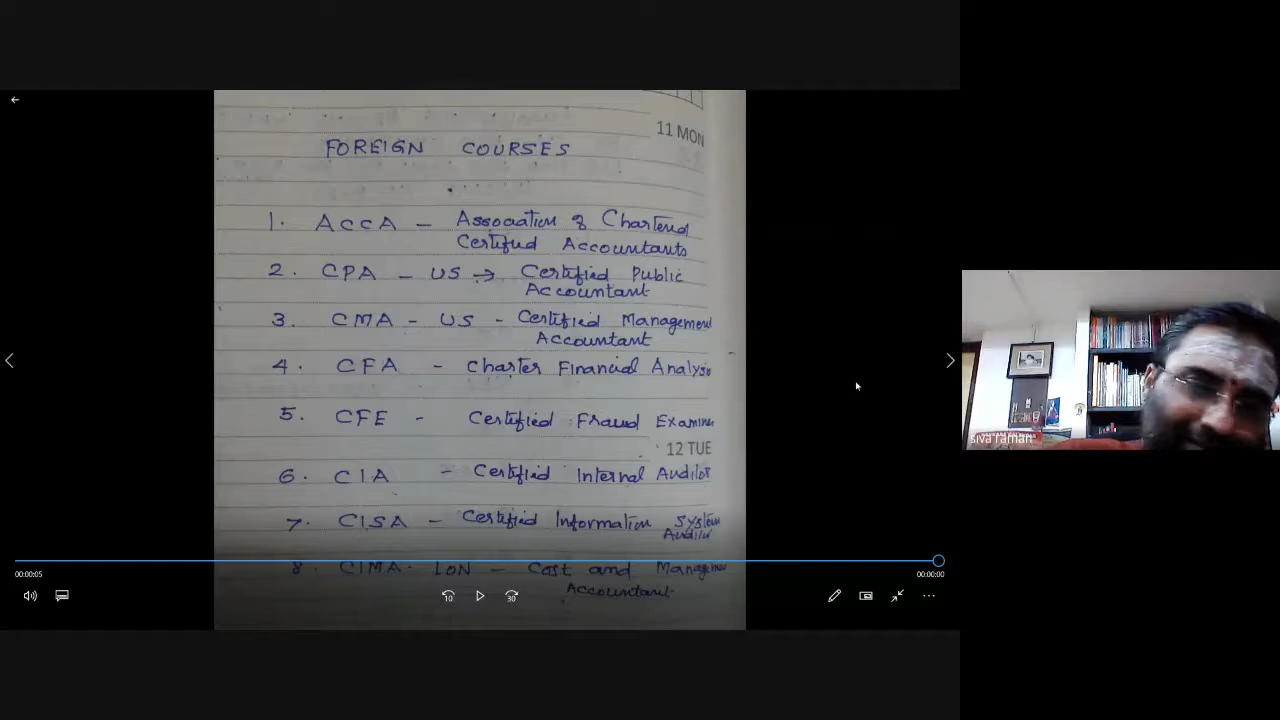 11 MON
FOREIGN COURSES
1. ACCA - Association of Chartered
Certified Accountants
2. CPA - US → Certified Public
Accountant
3. CMA - US - Certified Management
Accountant
4. CFA - Charter Financial Analysis
5. CFE - Certified Fraud Examiner
12 TUE
6. CIA - Certified Internal Auditor
7. CISA - Certified Information System
Auditor
8. CIMA - LON - Cost and Management
Accountant
siva raman
00:00:05
00:00:00
10
30